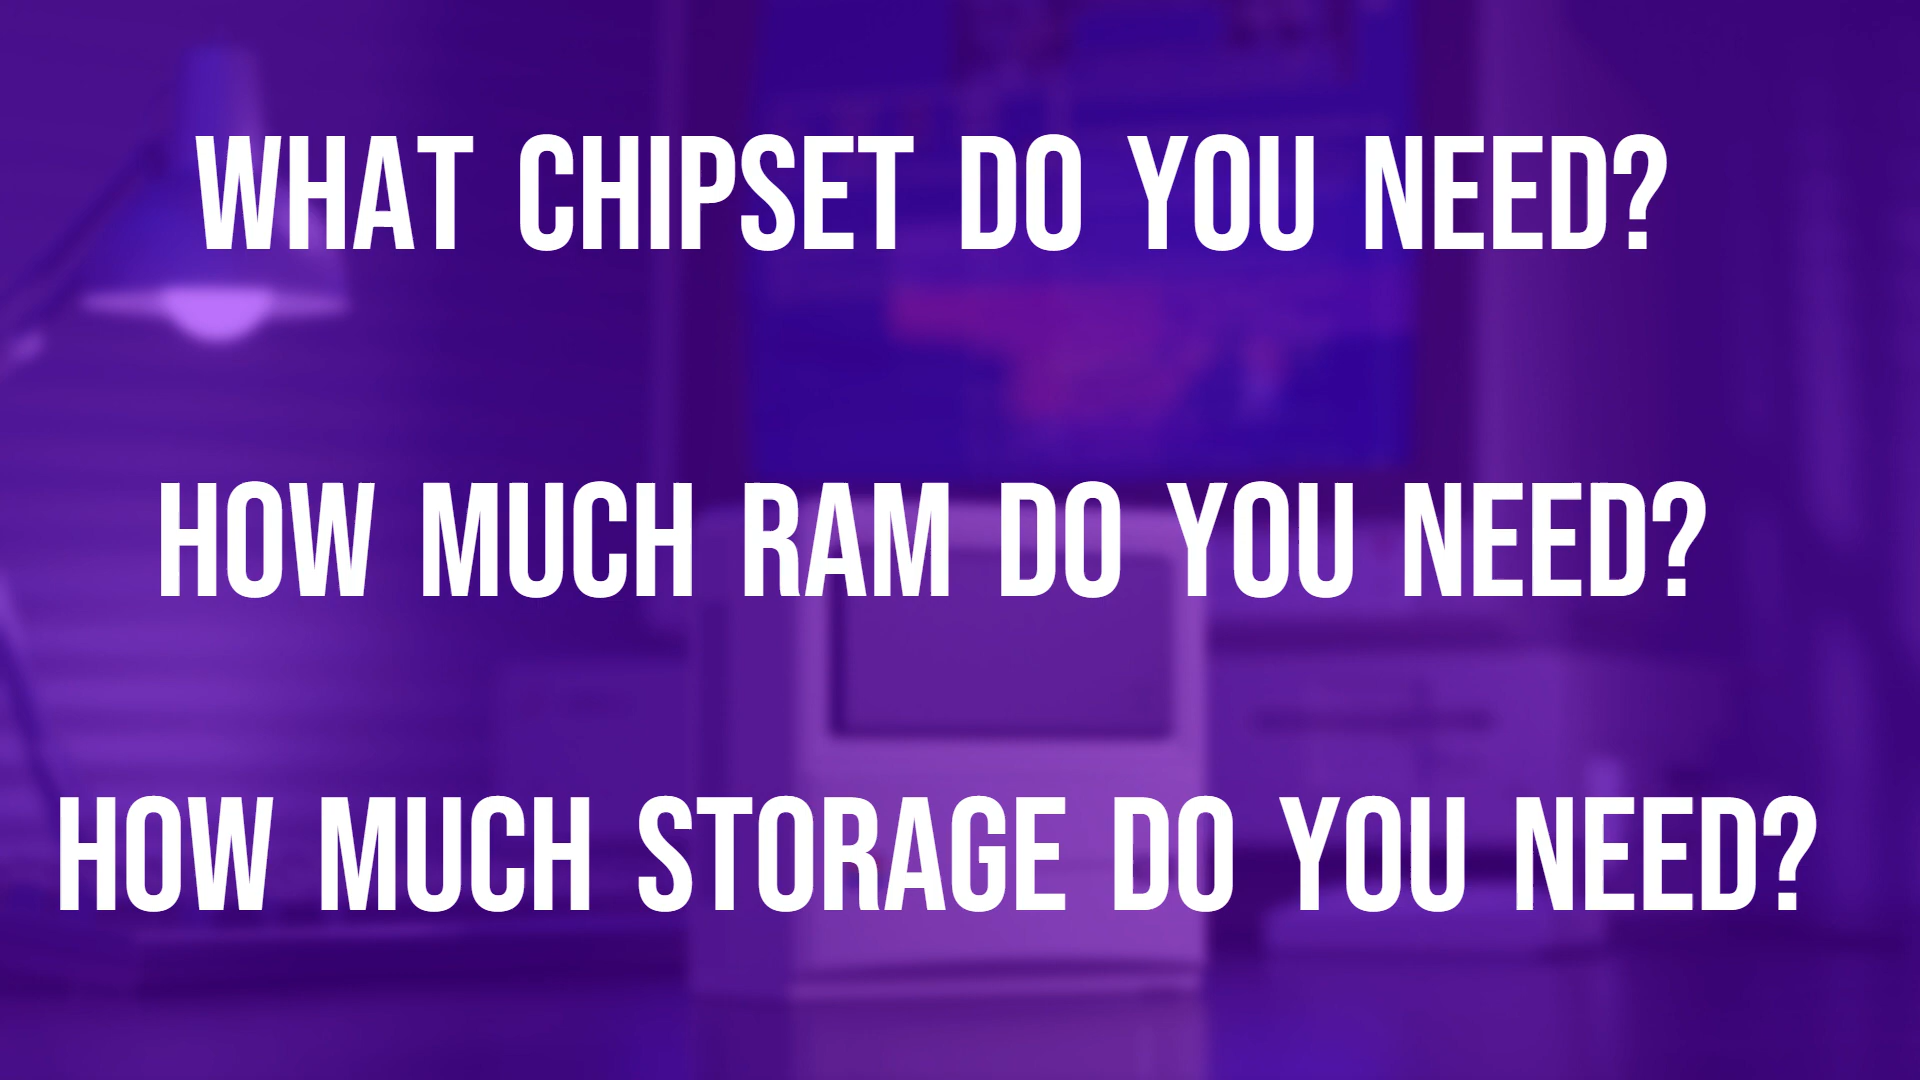 WHAT CHIPSET DO YOU NEED?
HOW MUCH RAM DO YOU NEED?
HOW MUCH STORAGE DO YOU NEED?